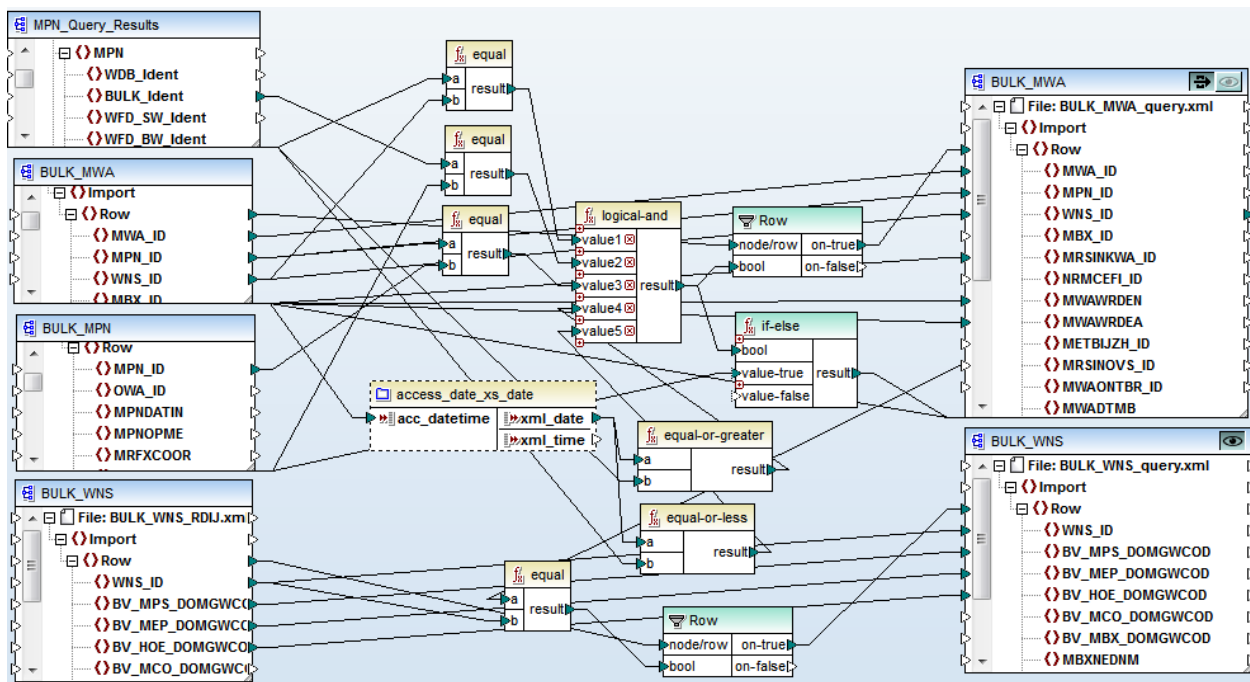 MPN_Query_Results
MPN
WDB_Ident
BULK_Ident
WFD_SW_Ident
WFD_BW_Ident
BULK_MWA
Import
Row
MWA_ID
MPN_ID
WNS_ID
MBX_ID
BULK_MPN
Row
MPN_ID
OWA_ID
MPNDATIN
MPNOPME
MRFXCOOR
BULK_WNS
File: BULK_WNS_RDIJ.xm
Import
Row
WNS_ID
BV_MPS_DOMGWCO
BV_MEP_DOMGWCO
BV_HOE_DOMGWCO
BV_MCO_DOMGWC
equal
a
b
result
equal
a
b
result
equal
a
b
result
logical-and
value1
value2
value3
value4
value5
result
Row
node/row on-true
bool on-false
if-else
bool
value-true
value-false
result
access_date_xs_date
acc_datetime
xml_date
xml_time
equal-or-greater
a
b
result
equal-or-less
a
b
result
equal
a
b
result
Row
node/row on-true
bool on-false
BULK_MWA
File: BULK_MWA_query.xml
Import
Row
MWA_ID
MPN_ID
WNS_ID
MBX_ID
MRSINKWA_ID
NRMCEFI_ID
MWAWRDEN
MWAWRDEA
METBIJZH_ID
MRSINOVS_ID
MWAONTBR_ID
MWADTMB
BULK_WNS
File: BULK_WNS_query.xml
Import
Row
WNS_ID
BV_MPS_DOMGWCOD
BV_MEP_DOMGWCOD
BV_HOE_DOMGWCOD
BV_MCO_DOMGWCOD
BV_MBX_DOMGWCOD
MBXNEDNM